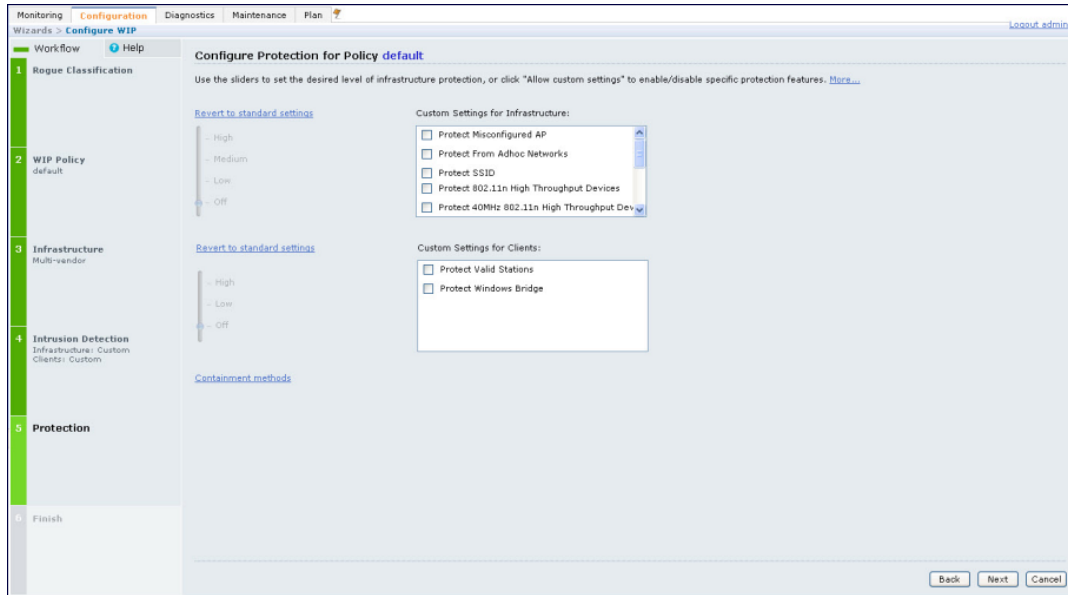 Monitoring Configuration Diagnostics Maintenance Plan
Wizards > Configure WIP
Logout admin
Workflow ? Help
1 Rogue Classification
2 WIP Policy
default
3 Infrastructure
Multi-vendor
4 Intrusion Detection
Infrastructure: Custom
Clients: Custom
5 Protection
6 Finish
Configure Protection for Policy default
Use the sliders to set the desired level of infrastructure protection, or click "Allow custom settings" to enable/disable specific protection features. More...
Revert to standard settings
- High
- Medium
- Low
- Off
Custom Settings for Infrastructure:
Protect Misconfigured AP
Protect From Adhoc Networks
Protect SSID
Protect 802.11n High Throughput Devices
Protect 40MHz 802.11n High Throughput Dev
Revert to standard settings
- High
- Low
- Off
Custom Settings for Clients:
Protect Valid Stations
Protect Windows Bridge
Containment methods
Back Next Cancel